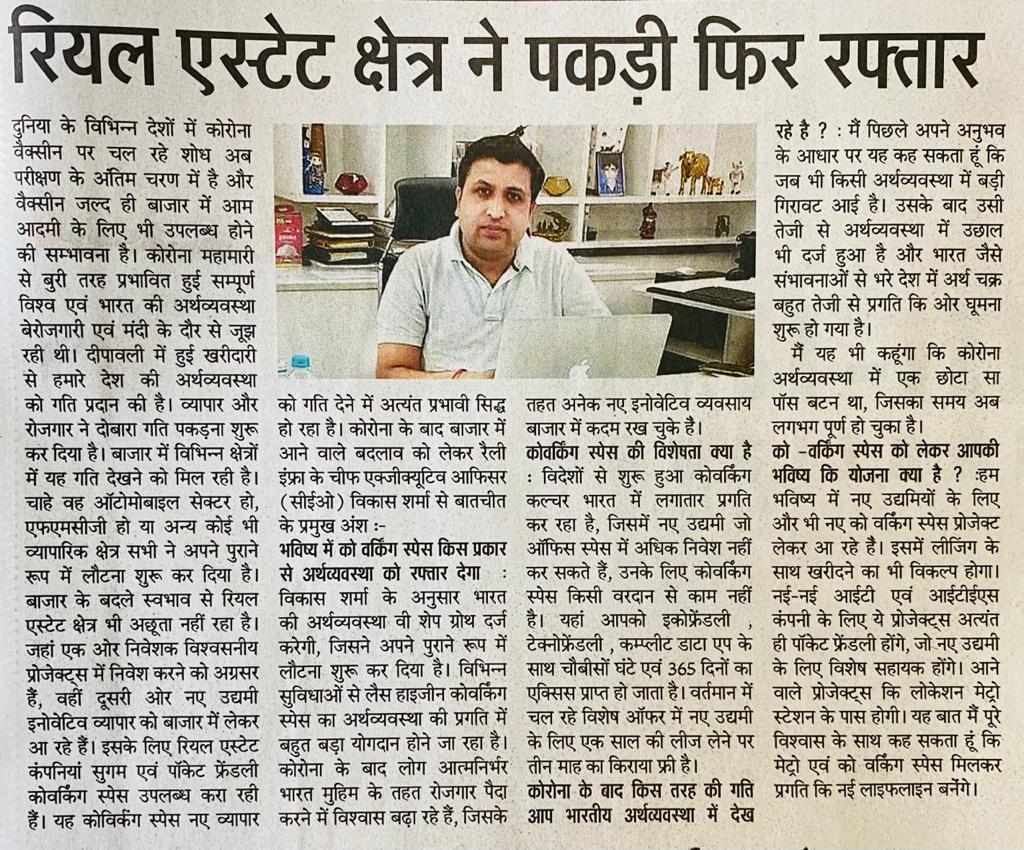 रियल एस्टेट क्षेत्र ने पकड़ी फिर रफ्तार
दुनिया के विभिन्न देशों में कोरोना
वैक्सीन पर चल रहे शोध अब
परीक्षण के अंतिम चरण में है और
वैक्सीन जल्द ही बाजार में आम
आदमी के लिए भी उपलब्ध होने
की सम्भावना है। कोरोना महामारी
से बुरी तरह प्रभावित हुई सम्पूर्ण
विश्व एवं भारत की अर्थव्यवस्था
बेरोजगारी एवं मंदी के दौर से जूझ
रही थी। दीपावली में हुई खरीदारी
से हमारे देश की अर्थव्यवस्था
को गति प्रदान की है। व्यापार और
रोजगार ने दोबारा गति पकड़ना शुरू
कर दिया है। बाजार में विभिन्न क्षेत्रों
में यह गति देखने को मिल रही है।
चाहे वह ऑटोमोबाइल सेक्टर हो,
एफएमसीजी हो या अन्य कोई भी
व्यापारिक क्षेत्र सभी ने अपने पुराने
रूप में लौटना शुरू कर दिया है।
बाजार के बदले स्वभाव से रियल
एस्टेट क्षेत्र भी अछूता नहीं रहा है।
जहां एक ओर निवेशक विश्वसनीय
प्रोजेक्ट्स में निवेश करने को अग्रसर
हैं, वहीं दूसरी ओर नए उद्यमी
इनोवेटिव व्यापार को बाजार में लेकर
आ रहे हैं। इसके लिए रियल एस्टेट
कंपनियां सुगम एवं पॉकेट फ्रेंडली
कोवर्किंग स्पेस उपलब्ध करा रही
हैं। यह कोविर्कंग स्पेस नए व्यापार
को गति देने में अत्यंत प्रभावी सिद्ध
हो रहा है। कोरोना के बाद बाजार में
आने वाले बदलाव को लेकर रैली
इंफ्रा के चीफ एक्जीक्यूटिव आफिसर
(सीईओ) विकास शर्मा से बातचीत
के प्रमुख अंश :-
भविष्य में को वर्किंग स्पेस किस प्रकार
से अर्थव्यवस्था को रफ्तार देगा :
विकास शर्मा के अनुसार भारत
की अर्थव्यवस्था वी शेप ग्रोथ दर्ज
करेगी, जिसने अपने पुराने रूप में
लौटना शुरू कर दिया है। विभिन्न
सुविधाओं से लैस हाइजीन कोवर्किंग
स्पेस का अर्थव्यवस्था की प्रगति में
बहुत बड़ा योगदान होने जा रहा है।
कोरोना के बाद लोग आत्मनिर्भर
भारत मुहिम के तहत रोजगार पैदा
करने में विश्वास बढ़ा रहे हैं, जिसके
तहत अनेक नए इनोवेटिव व्यवसाय
बाजार में कदम रख चुके हैं।
कोवर्किंग स्पेस की विशेषता क्या है
: विदेशों से शुरू हुआ कोवर्किंग
कल्चर भारत में लगातार प्रगति
कर रहा है, जिसमें नए उद्यमी जो
ऑफिस स्पेस में अधिक निवेश नहीं
कर सकते हैं, उनके लिए कोवर्किंग
स्पेस किसी वरदान से काम नहीं
है। यहां आपको इकोफ्रेंडली ,
टेक्नोफ्रेंडली , कम्प्लीट डाटा एप के
साथ चौबीसों घंटे एवं 365 दिनों का
एक्सिस प्राप्त हो जाता है। वर्तमान में
चल रहे विशेष ऑफर में नए उद्यमी
के लिए एक साल की लीज लेने पर
तीन माह का किराया फ्री है।
कोरोना के बाद किस तरह की गति
आप भारतीय अर्थव्यवस्था में देख
रहे है ? : मैं पिछले अपने अनुभव
के आधार पर यह कह सकता हूं कि
जब भी किसी अर्थव्यवस्था में बड़ी
गिरावट आई है। उसके बाद उसी
तेजी से अर्थव्यवस्था में उछाल
भी दर्ज हुआ है और भारत जैसे
संभावनाओं से भरे देश में अर्थ चक्र
बहुत तेजी से प्रगति कि ओर घूमना
शुरू हो गया है।
मैं यह भी कहूंगा कि कोरोना
अर्थव्यवस्था में एक छोटा सा
पॉस बटन था, जिसका समय अब
लगभग पूर्ण हो चुका है।
को -वर्किंग स्पेस को लेकर आपकी
भविष्य कि योजना क्या है ? :हम
भविष्य में नए उद्यमियों के लिए
और भी नए को वर्किंग स्पेस प्रोजेक्ट
लेकर आ रहे हैं। इसमें लीजिंग के
साथ खरीदने का भी विकल्प होगा।
नई-नई आईटी एवं आईटीईएस
कंपनी के लिए ये प्रोजेक्ट्स अत्यंत
ही पॉकेट फ्रेंडली होंगे, जो नए उद्यमी
के लिए विशेष सहायक होंगे। आने
वाले प्रोजेक्ट्स कि लोकेशन मेट्रो
स्टेशन के पास होगी। यह बात मैं पूरे
विश्वास के साथ कह सकता हूं कि
मेट्रो एवं को वर्किंग स्पेस मिलकर
प्रगति कि नई लाइफलाइन बनेंगे।